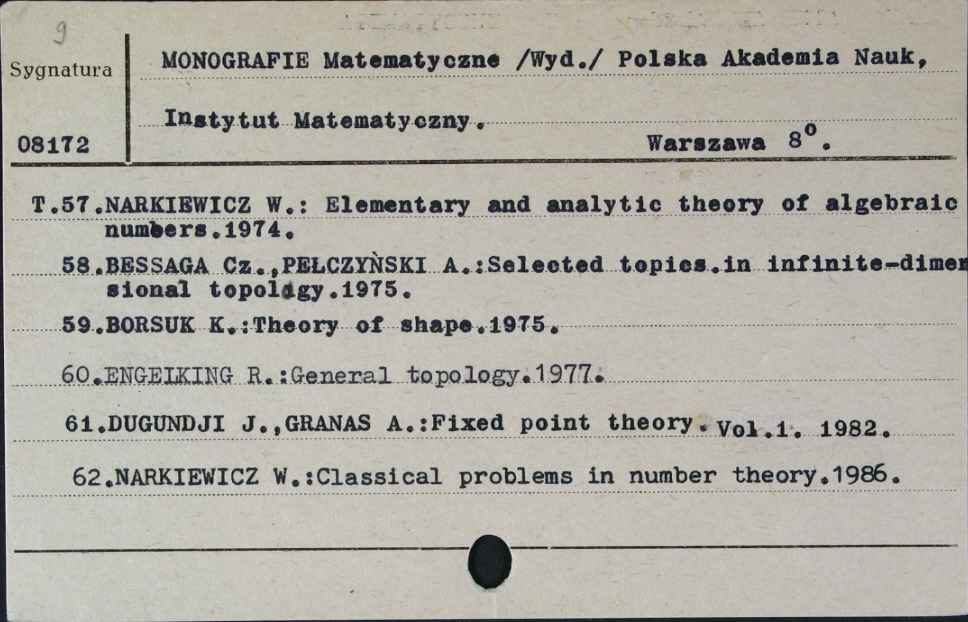 9
Sygnatura
MONOGRAFIE Matematyczne /Wyd./ Polska Akademia Nauk,
Instytut Matematyczny.
08172
Warszawa 8⁰.
T.57.NARKIEWICZ W.: Elementary and analytic theory of algebraic
numbers.1974.
58.BESSAGA Cz.,PEŁCZYŃSKI A.:Selected topics.in infinite-dimen
sional topology.1975.
59.BORSUK K.:Theory of shape.1975.
60.ENGELKING R.:General topology.1977.
61.DUGUNDJI J.,GRANAS A.:Fixed point theory. Vol.1. 1982.
62.NARKIEWICZ W.:Classical problems in number theory.1986.